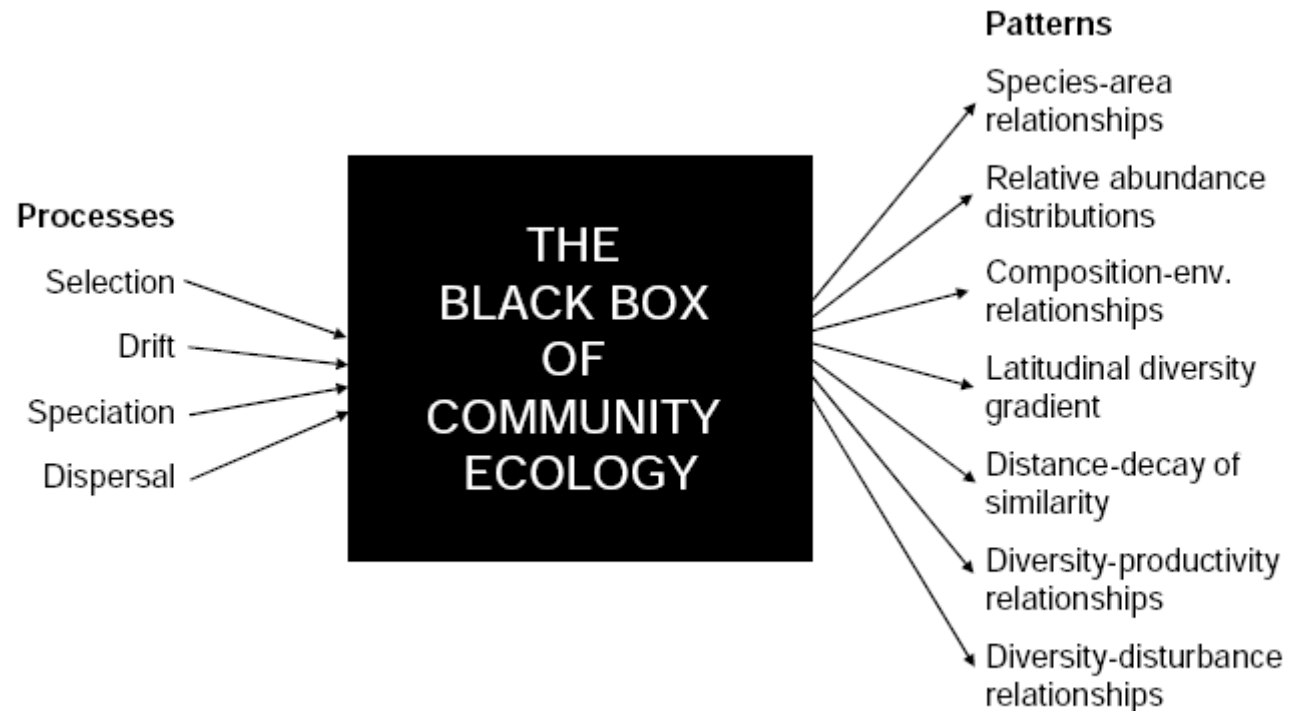 Processes
Selection
Drift
Speciation
Dispersal
THE
BLACK BOX
OF
COMMUNITY
ECOLOGY
Patterns
Species-area
relationships
Relative abundance
distributions
Composition-env.
relationships
Latitudinal diversity
gradient
Distance-decay of
similarity
Diversity-productivity
relationships
Diversity-disturbance
relationships